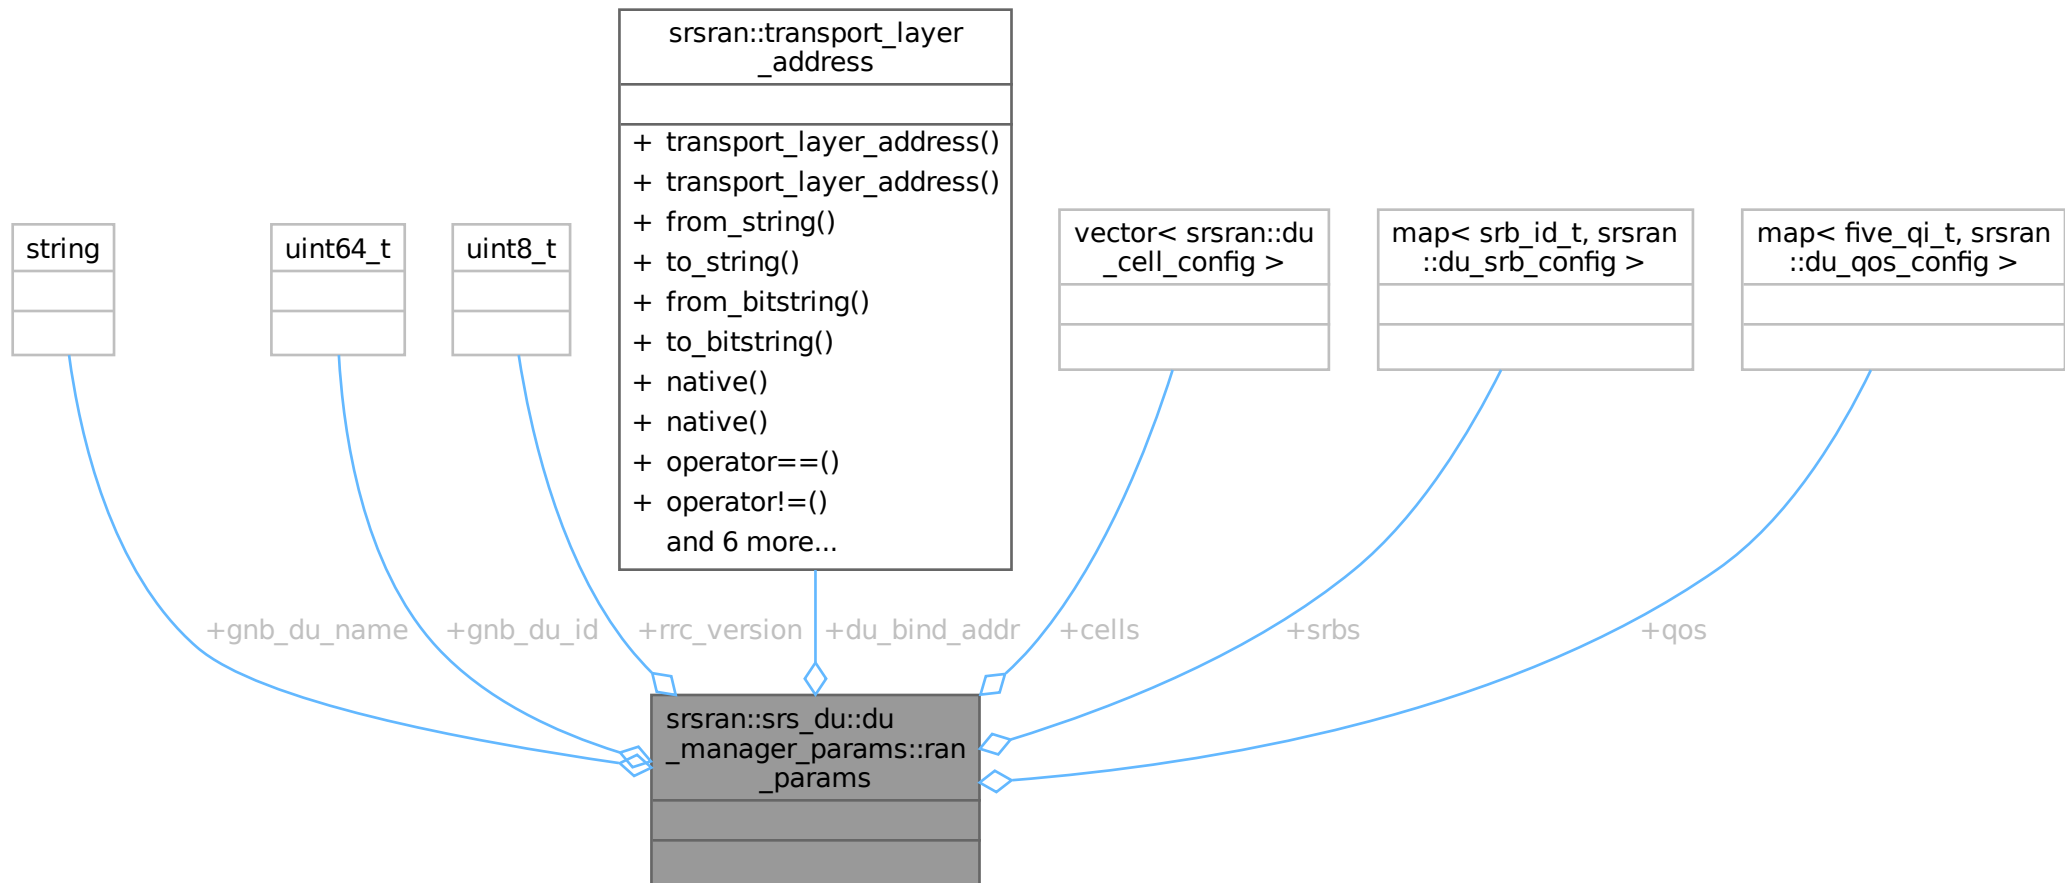 srsran::transport_layer
_address
+ transport_layer_address()
+ transport_layer_address()
+ from_string()
+ to_string()
+ from_bitstring()
+ to_bitstring()
+ native()
+ native()
+ operator==()
+ operator!=()
and 6 more...
string
uint64_t
uint8_t
vector< srsran::du
_cell_config >
map< srb_id_t, srsran
::du_srb_config >
map< five_qi_t, srsran
::du_qos_config >
+gnb_du_name
+gnb_du_id
+rrc_version
+du_bind_addr
+cells
+srbs
+qos
srsran::srs_du::du
_manager_params::ran
_params